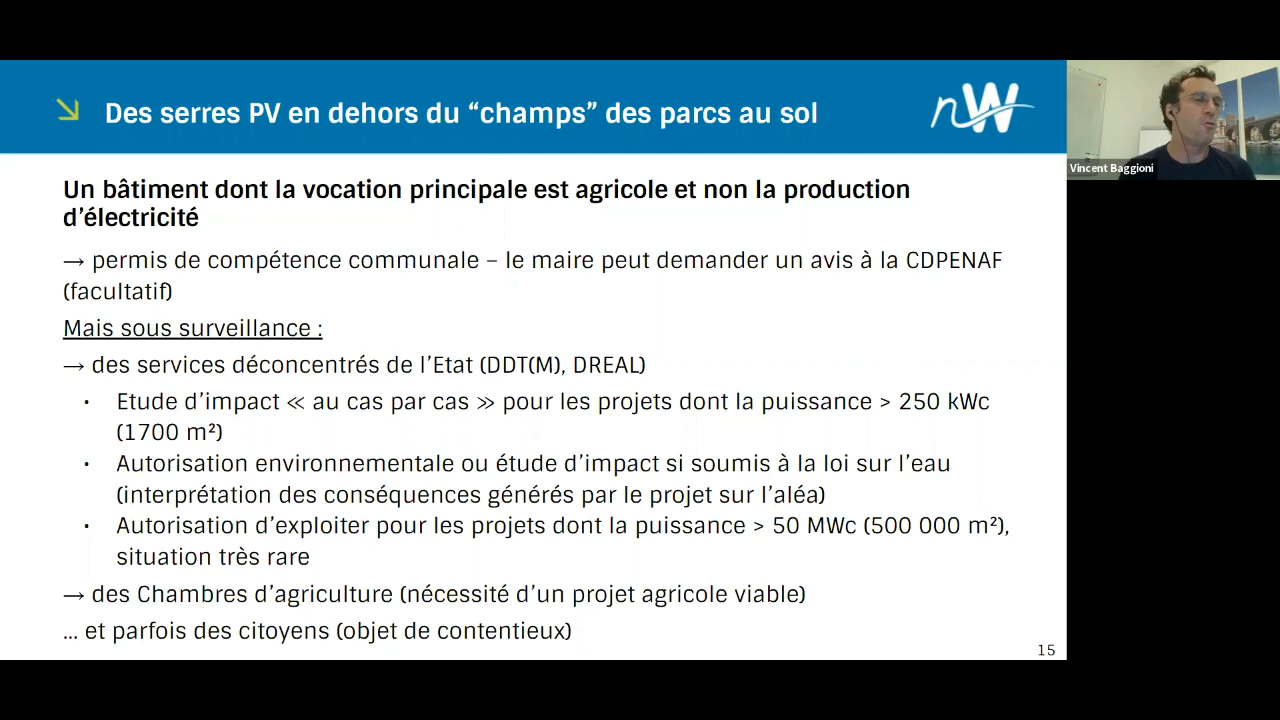 Des serres PV en dehors du “champs” des parcs au sol
nW
Vincent Baggioni
Un bâtiment dont la vocation principale est agricole et non la production
d’électricité
→ permis de compétence communale – le maire peut demander un avis à la CDPENAF
(facultatif)
Mais sous surveillance :
→ des services déconcentrés de l’Etat (DDT(M), DREAL)
• Etude d’impact « au cas par cas » pour les projets dont la puissance > 250 kWc
(1700 m²)
• Autorisation environnementale ou étude d’impact si soumis à la loi sur l’eau
(interprétation des conséquences générés par le projet sur l’aléa)
• Autorisation d’exploiter pour les projets dont la puissance > 50 MWc (500 000 m²),
situation très rare
→ des Chambres d’agriculture (nécessité d’un projet agricole viable)
... et parfois des citoyens (objet de contentieux)
15